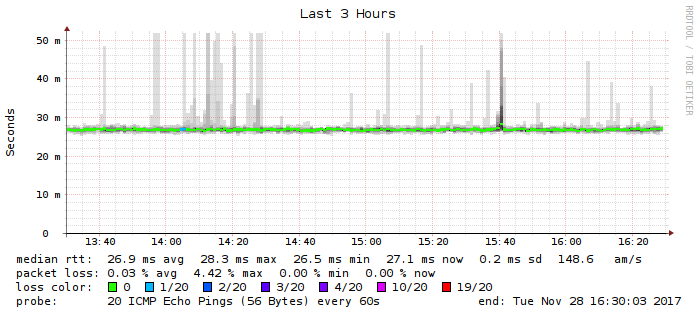 Last 3 Hours
RRDTOOL / TOBI OETIKER
Seconds
50 m
40 m
30 m
20 m
10 m
0
13:40 14:00 14:20 14:40 15:00 15:20 15:40 16:00 16:20
median rtt: 26.9 ms avg 28.3 ms max 26.5 ms min 27.1 ms now 0.2 ms sd 148.6 am/s
packet loss: 0.03 % avg 4.42 % max 0.00 % min 0.00 % now
loss color: 0 1/20 2/20 3/20 4/20 10/20 19/20
probe: 20 ICMP Echo Pings (56 Bytes) every 60s end: Tue Nov 28 16:30:03 2017